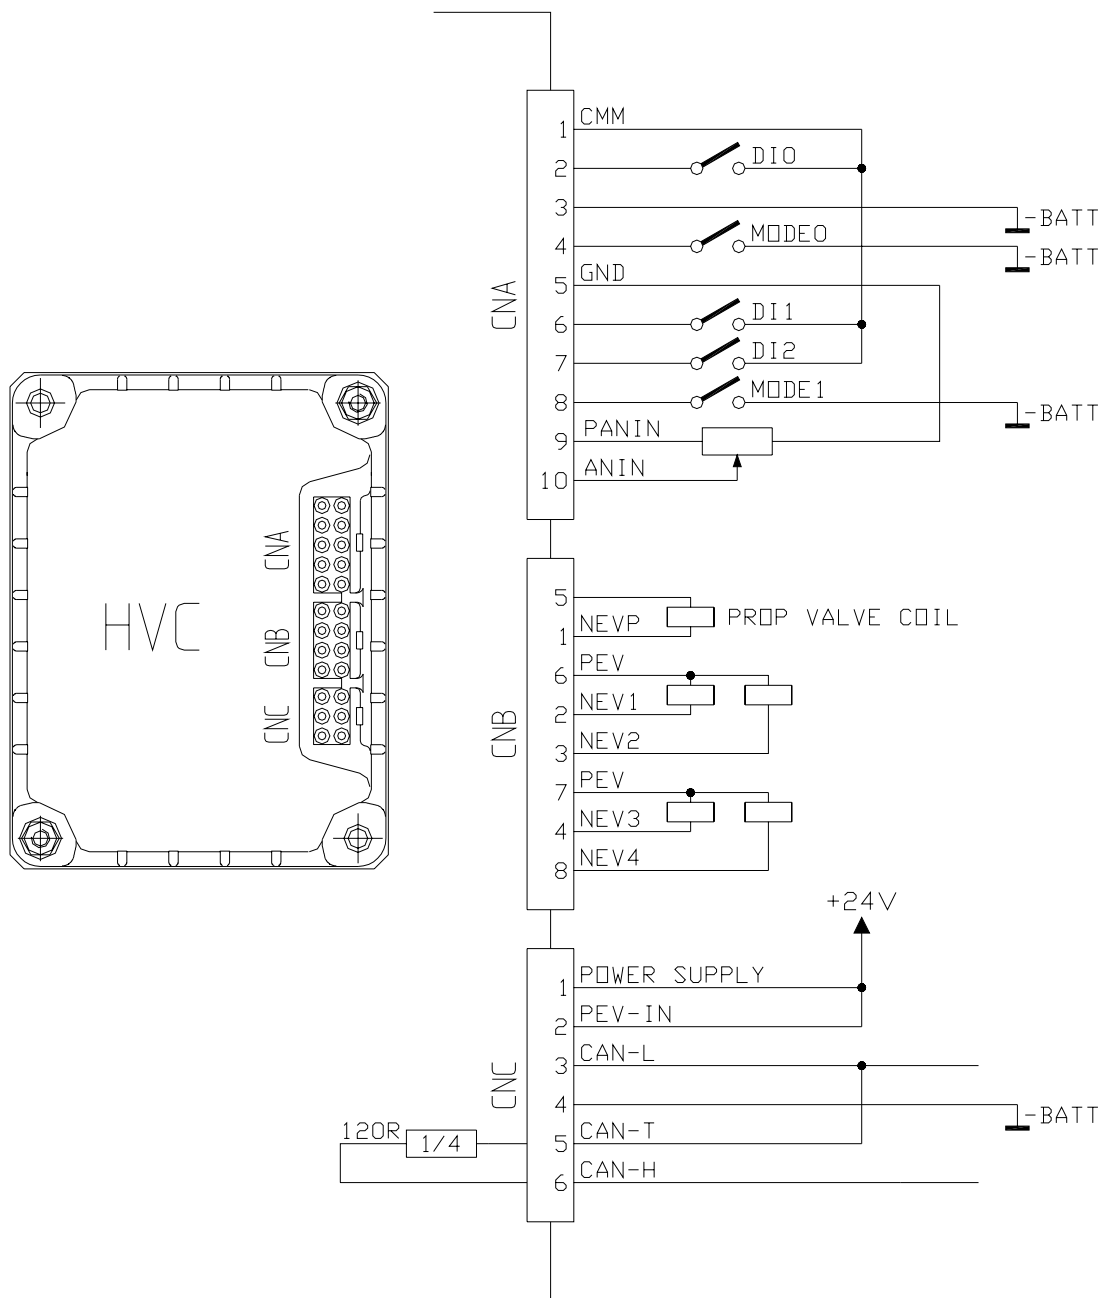 CNA
1 CMM
2 DI0
3 -BATT
4 MODE0 -BATT
5 GND
6 DI1
7 DI2
8 MODE1 -BATT
9 PANIN
10 ANIN
HVC
CNA
CNB
CNC
CNB
5
1 NEVP PROP VALVE COIL
6 PEV
2 NEV1
3 NEV2
7 PEV
4 NEV3
8 NEV4
+24V
CNC
1 POWER SUPPLY
2 PEV-IN
3 CAN-L
4 -BATT
120R 1/4 5 CAN-T
6 CAN-H